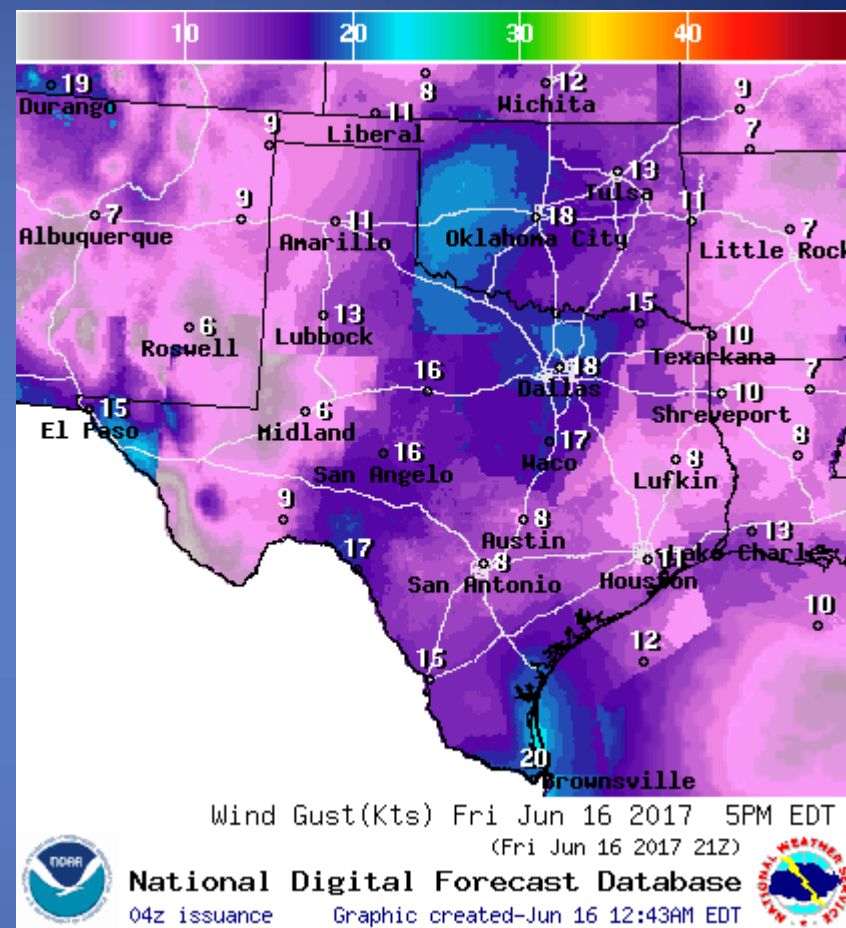 10 20 30 40
19
Durango
8
12
Wichita
9
11
Liberal
9
7
13
Tulsa
7
Albuquerque
9
11
Amarillo
18
Oklahoma City
11
7
Little Rock
6
Roswell
13
Lubbock
15
10
Texarkana
16
18
Dallas
10
Shreveport
7
15
El Paso
6
Midland
16
San Angelo
17
Waco
8
Lufkin
8
9
8
Austin
13
Lake Charles
17
8
San Antonio
11
Houston
10
12
15
20
Brownsville
Wind Gust(Kts) Fri Jun 16 2017 5PM EDT
(Fri Jun 16 2017 21Z)
NOAA
National Digital Forecast Database
04z issuance Graphic created-Jun 16 12:43AM EDT
NATIONAL WEATHER SERVICE